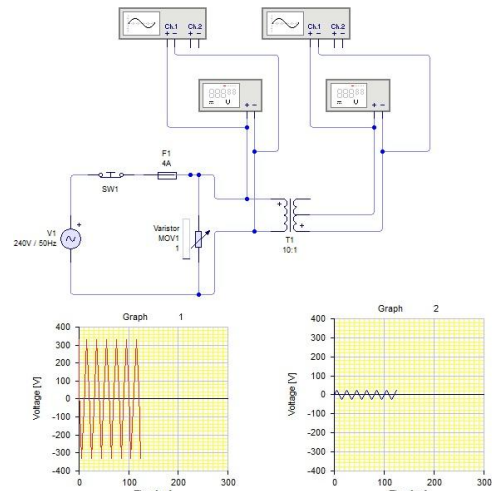 Ch.1 Ch.2
+ − + −
Ch.1 Ch.2
+ − + −
888
= V + −
888
= V + −
F1
4A
SW1
V1
240V / 50Hz
+
Varistor
MOV1
1
+ +
T1
10:1
Graph 1
Voltage [V]
400
300
200
100
0
-100
-200
-300
-400
0 100 200 300
Graph 2
Voltage [V]
400
300
200
100
0
-100
-200
-300
-400
0 100 200 300